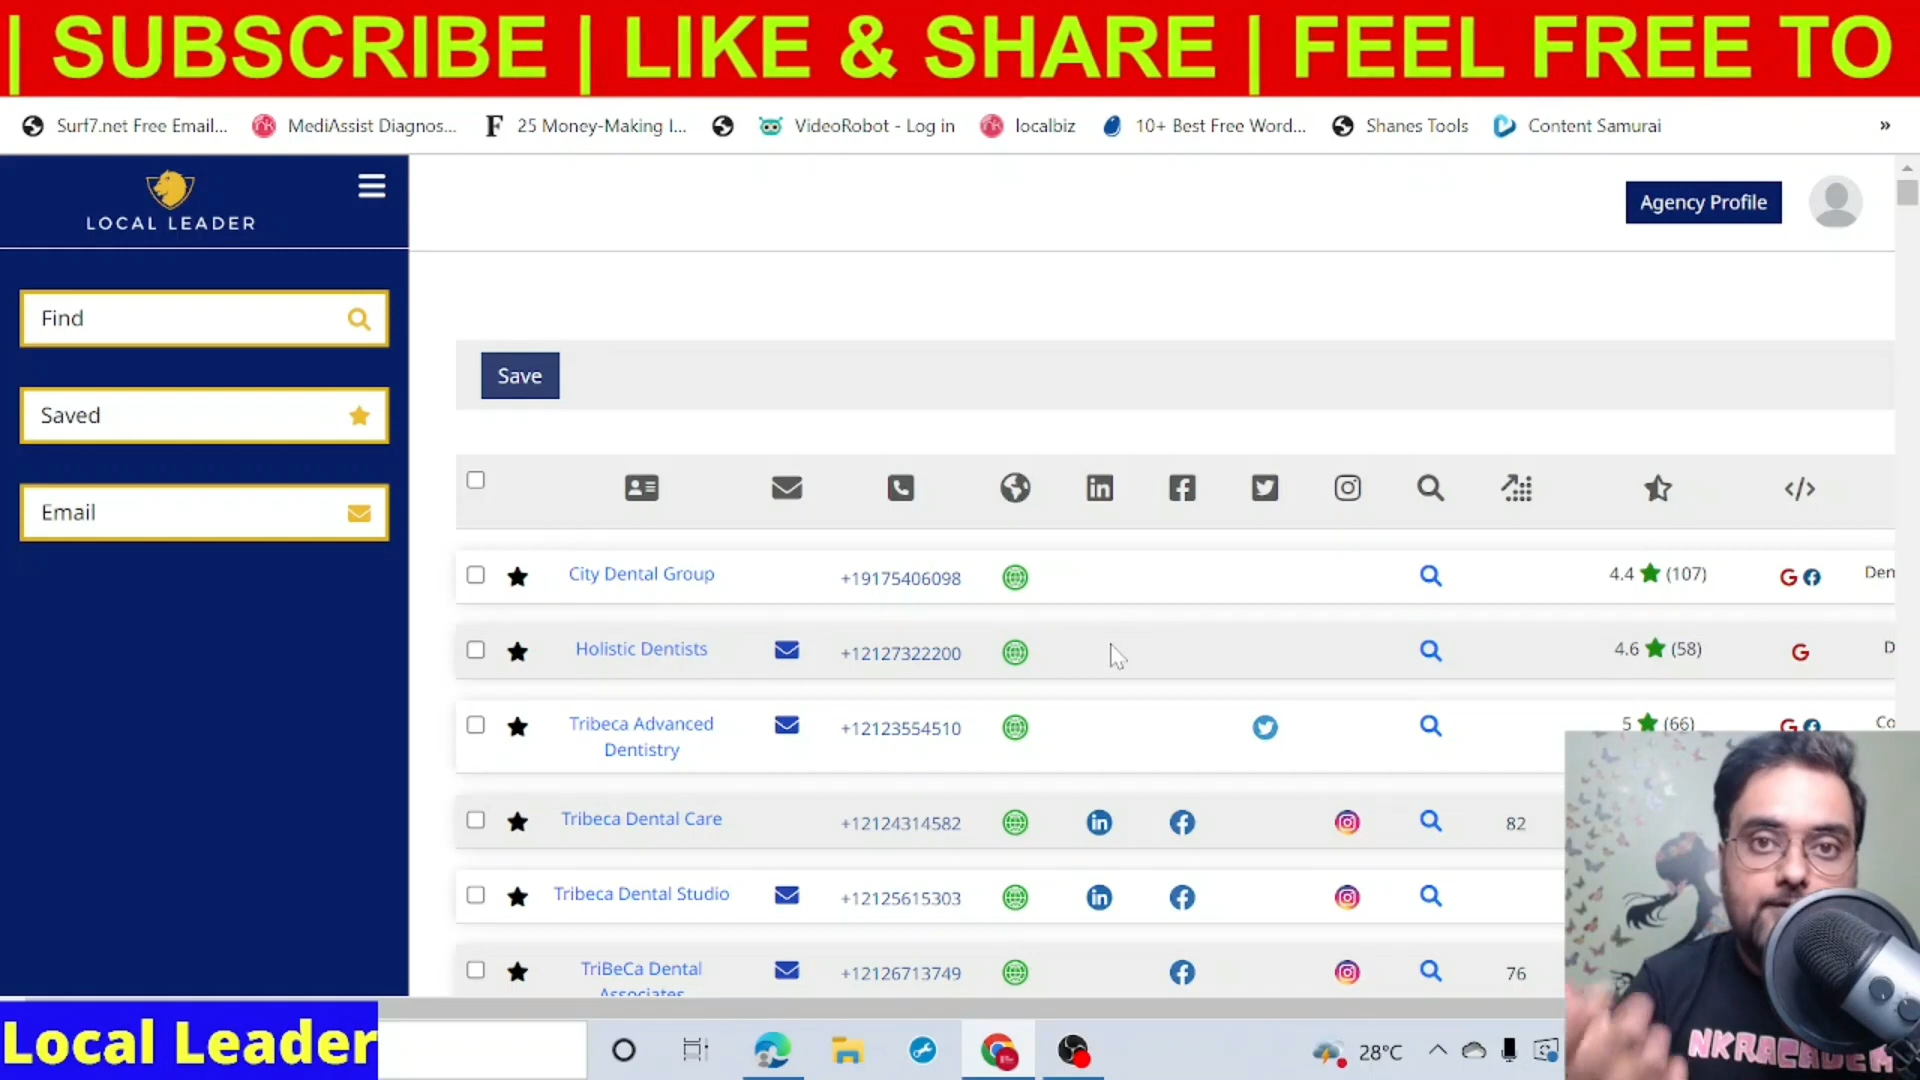 | SUBSCRIBE | LIKE & SHARE | FEEL FREE TO
Surf7.net Free Email... MediAssist Diagnos... 25 Money-Making I... VideoRobot - Log in localbiz 10+ Best Free Word... Shanes Tools Content Samurai »
LOCAL LEADER
Agency Profile
Find
Saved
Email
Save
City Dental Group +19175406098 4.4 (107) Den
Holistic Dentists +12127322200 4.6 (58) D
Tribeca Advanced Dentistry +12123554510 5 (66) Co
Tribeca Dental Care +12124314582 82
Tribeca Dental Studio +12125615303
TriBeCa Dental Associates +12126713749 76
Local Leader
28°C
NKRACADEM